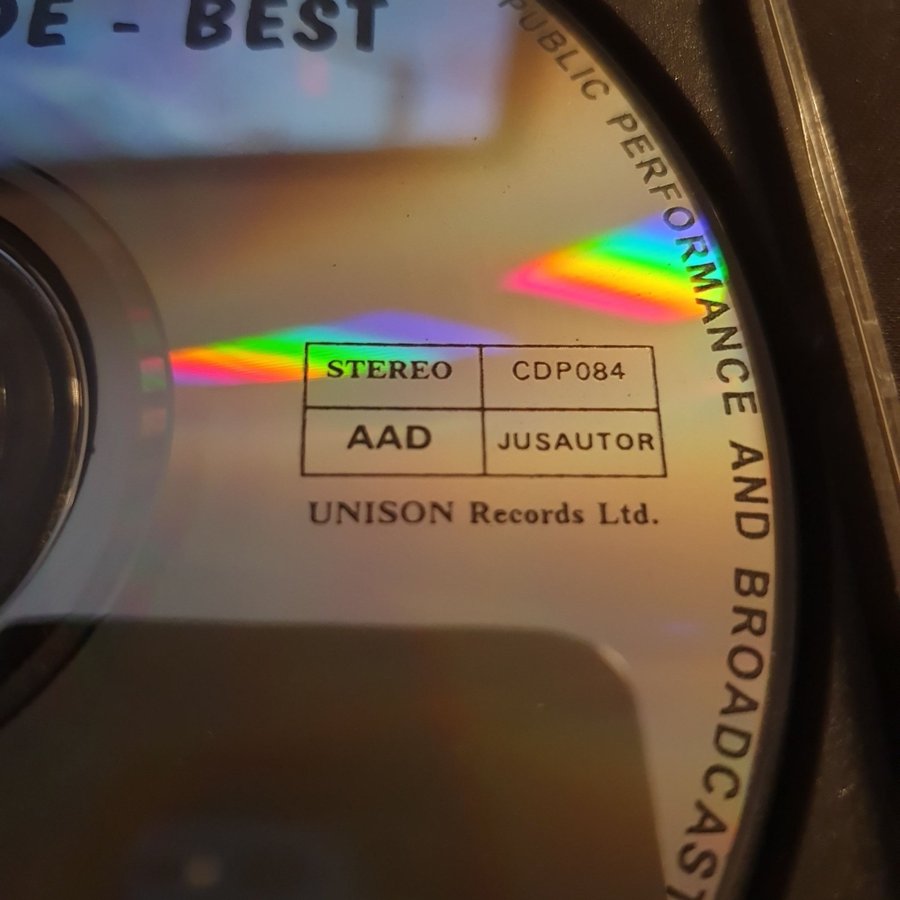 DE - BEST
PUBLIC PERFORMANCE AND BROADCAST
STEREO CDP084
AAD JUSAUTOR
UNISON Records Ltd.